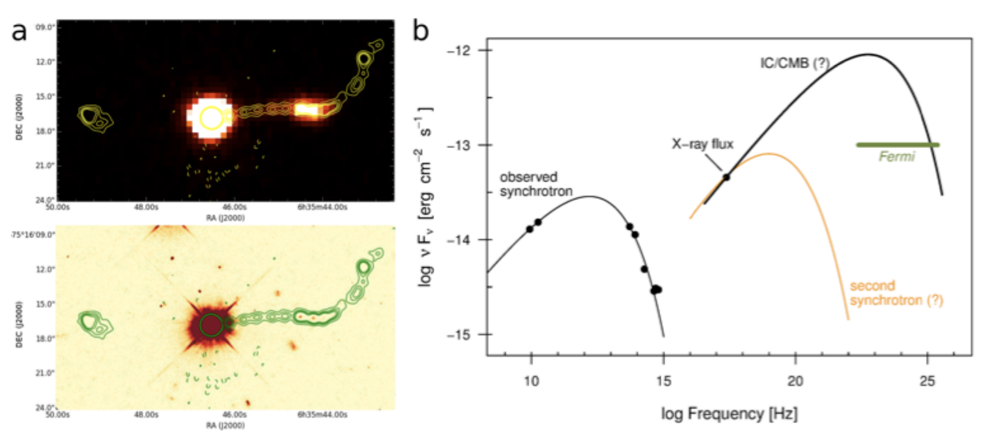 a
09.0"
12.0"
15.0"
18.0"
21.0"
24.0"
DEC (J2000)
50.00s 48.00s 46.00s 6h35m44.00s
RA (J2000)
-75°16'09.0"
12.0"
15.0"
18.0"
21.0"
24.0"
DEC (J2000)
50.00s 48.00s 46.00s 6h35m44.00s
RA (J2000)
b
−12
−13
−14
−15
log ν Fν [erg cm−2 s−1]
IC/CMB (?)
X−ray flux
Fermi
observed
synchrotron
second
synchrotron (?)
10 15 20 25
log Frequency [Hz]